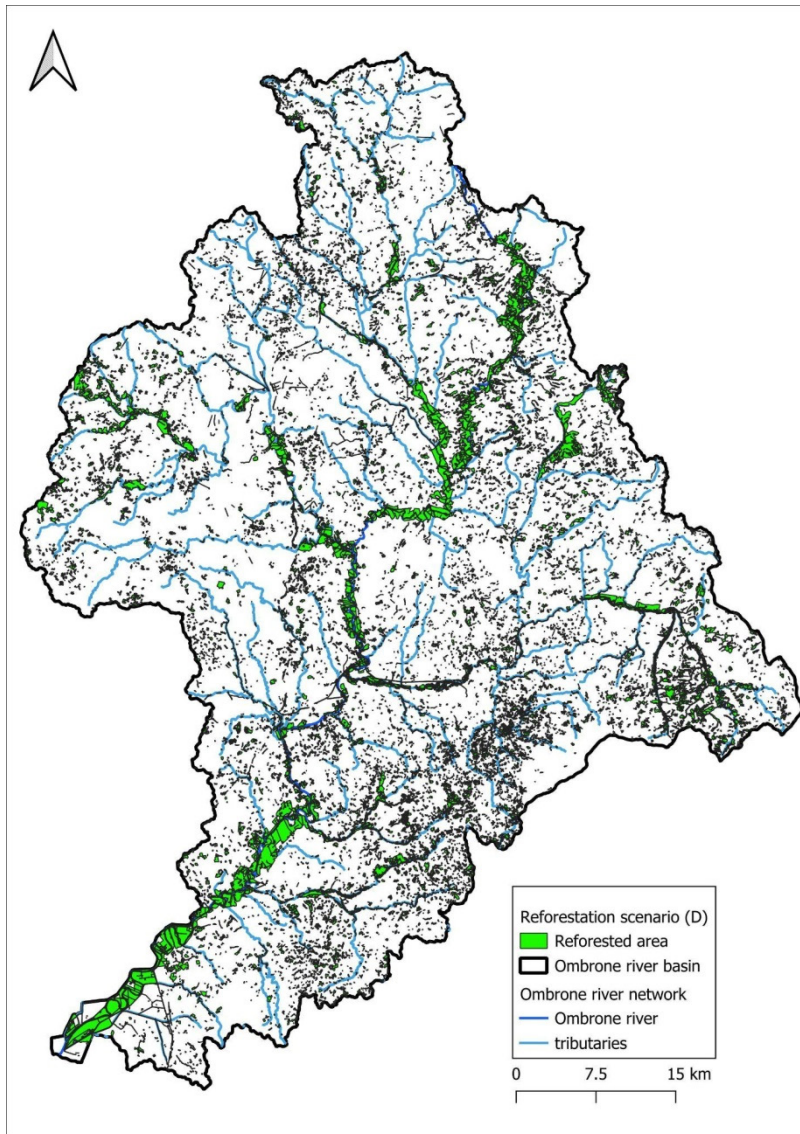 Reforestation scenario (D)
Reforested area
Ombrone river basin
Ombrone river network
Ombrone river
tributaries
0 7.5 15 km